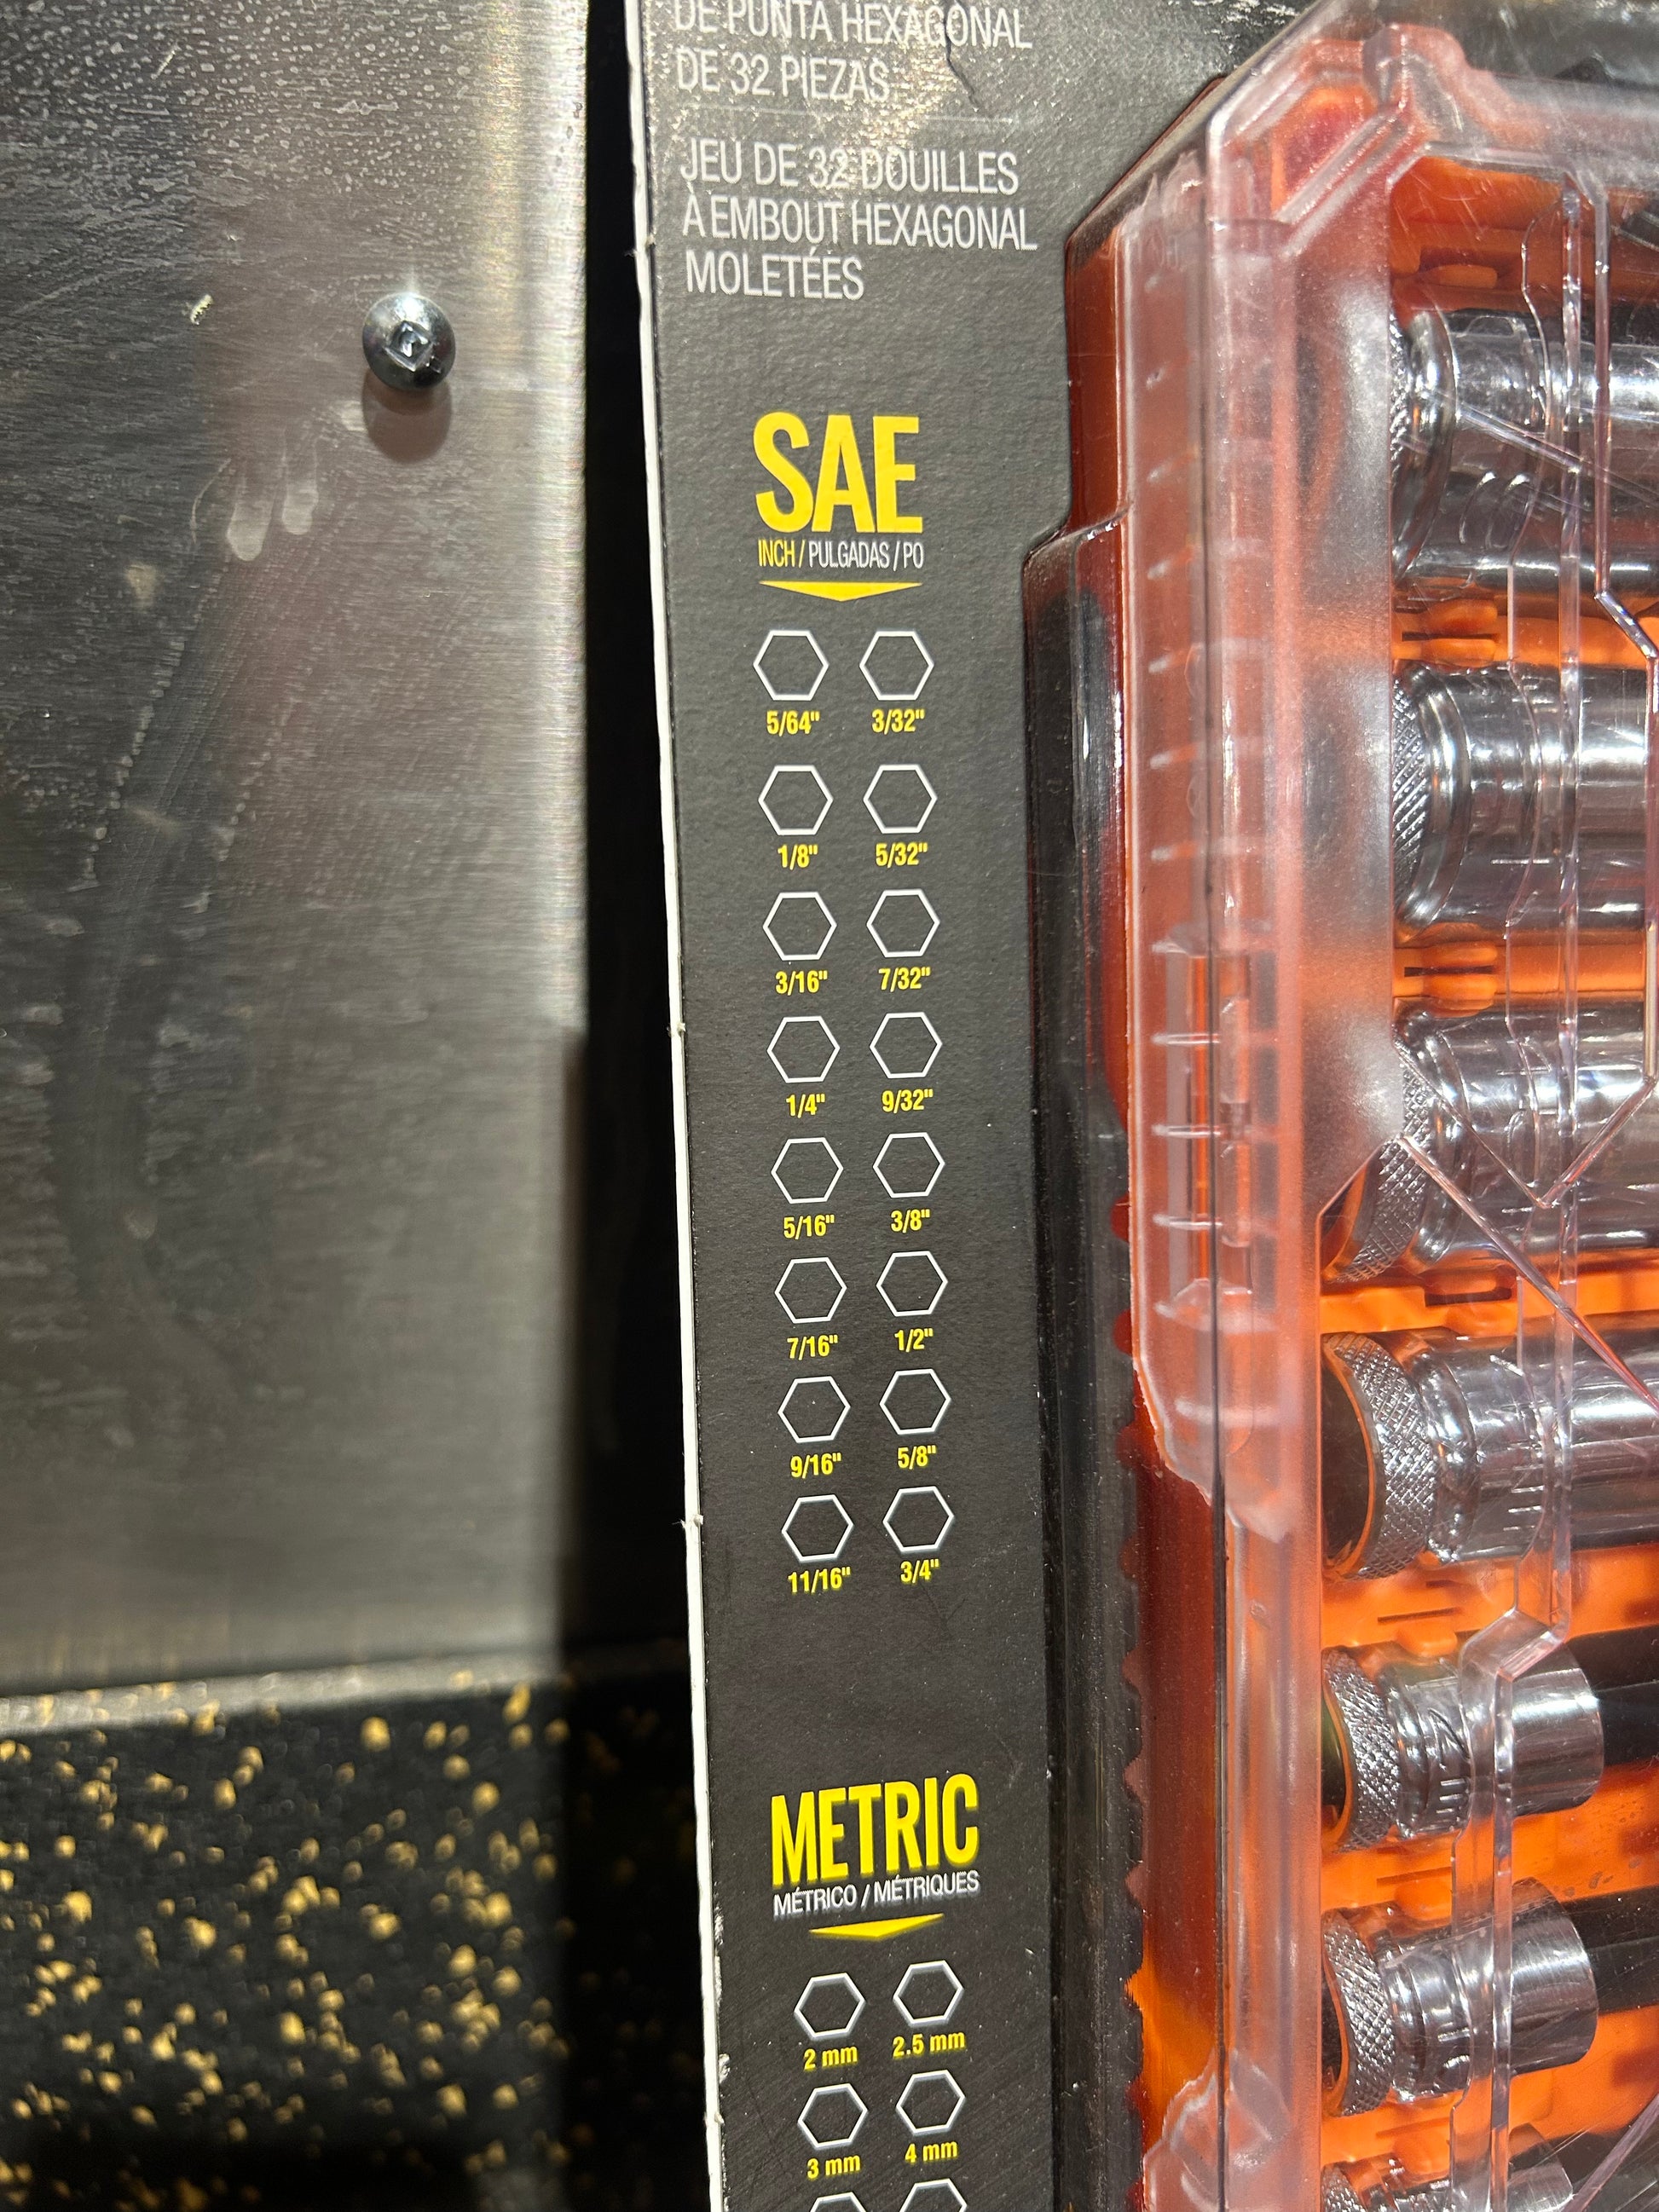 DE PUNTA HEXAGONAL
DE 32 PIEZAS
JEU DE 32 DOUILLES
À EMBOUT HEXAGONAL
MOLETÉES
SAE
INCH / PULGADAS / PO
5/64" 3/32"
1/8" 5/32"
3/16" 7/32"
1/4" 9/32"
5/16" 3/8"
7/16" 1/2"
9/16" 5/8"
11/16" 3/4"
METRIC
MÉTRICO / MÉTRIQUES
2 mm 2.5 mm
3 mm 4 mm